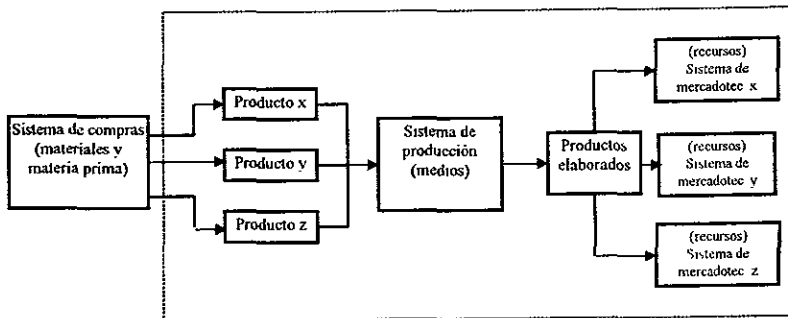 Sistema de compras
(materiales y
materia prima)
Producto x
Producto y
Producto z
Sistema de
producción
(medios)
Productos
elaborados
(recursos)
Sistema de
mercadotec x
(recursos)
Sistema de
mercadotec y
(recursos)
Sistema de
mercadotec z